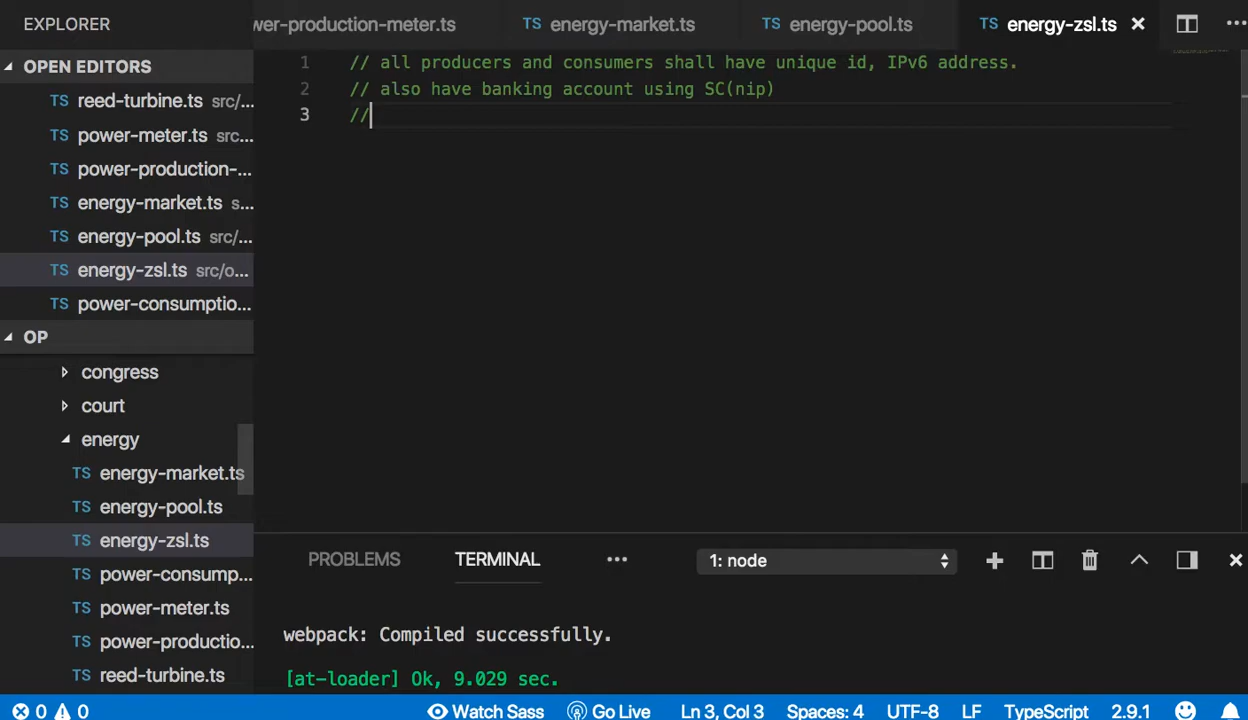 EXPLORER
wer-production-meter.ts
TS energy-market.ts
TS energy-pool.ts
TS energy-zsl.ts
OPEN EDITORS
TS reed-turbine.ts src/...
TS power-meter.ts src...
TS power-production-...
TS energy-market.ts s...
TS energy-pool.ts src/...
TS energy-zsl.ts src/o...
TS power-consumptio...
OP
congress
court
energy
TS energy-market.ts
TS energy-pool.ts
TS energy-zsl.ts
TS power-consump...
TS power-meter.ts
TS power-productio...
TS reed-turbine.ts
1 // all producers and consumers shall have unique id, IPv6 address.
2 // also have banking account using SC(nip)
3 //
PROBLEMS TERMINAL ... 1: node
webpack: Compiled successfully.
[at-loader] Ok, 9.029 sec.
0 0 Watch Sass Go Live Ln 3, Col 3 Spaces: 4 UTF-8 LF TypeScript 2.9.1